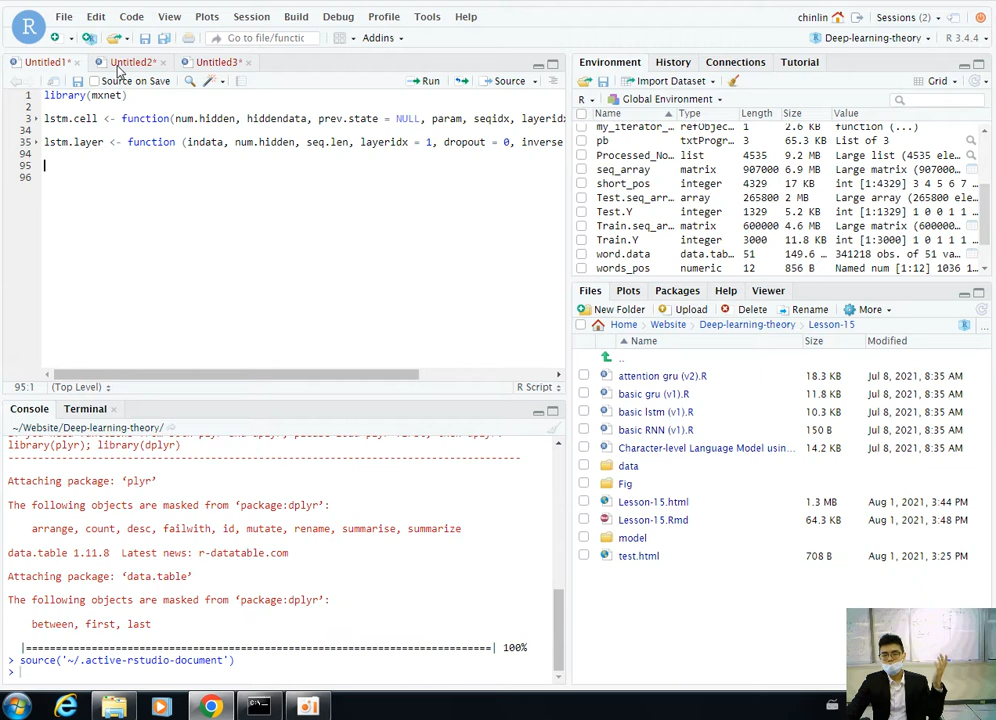 File Edit Code View Plots Session Build Debug Profile Tools Help
chinlin Sessions (2)
Go to file/functic Addins
Deep-learning-theory R 3.4.4
Untitled1* × Untitled2* × Untitled3* ×
Source on Save Run Source
1 library(mxnet)
2
3 lstm.cell <- function(num.hidden, hiddendata, prev.state = NULL, param, seqidx, layerid
34
35 lstm.layer <- function (indata, num.hidden, seq.len, layeridx = 1, dropout = 0, inverse
94
95
96
95:1 (Top Level) R Script
Console Terminal ×
~/Website/Deep-learning-theory/
library(plyr); library(dplyr)
------------------------------------------------------------------------------
Attaching package: ‘plyr’
The following objects are masked from ‘package:dplyr’:
arrange, count, desc, failwith, id, mutate, rename, summarise, summarize
data.table 1.11.8 Latest news: r-datatable.com
Attaching package: ‘data.table’
The following objects are masked from ‘package:dplyr’:
between, first, last
|======================================================================| 100%
> source('~/.active-rstudio-document')
>
Environment History Connections Tutorial
Import Dataset Grid
R Global Environment
Name Type Length Size Value
my_iterator_… refObjec… 1 2.6 KB function (...)
pb txtProgr… 3 65.3 KB List of 3
Processed_No… list 4535 9.2 MB Large list (4535 ele…
seq_array matrix 907000 6.9 MB Large matrix (907000…
short_pos integer 4329 17 KB int [1:4329] 3 4 5 6 7 …
Test.seq_arr… array 265800 2 MB Large array (265800 ele…
Test.Y integer 1329 5.2 KB int [1:1329] 1 0 0 1 1 …
Train.seq_ar… matrix 600000 4.6 MB Large matrix (600000…
Train.Y integer 3000 11.8 KB int [1:3000] 1 0 1 1 1 …
word.data data.tab… 51 149.6 … 341218 obs. of 51 va…
words_pos numeric 12 856 B Named num [1:12] 1036 1…
Files Plots Packages Help Viewer
New Folder Upload Delete Rename More
Home Website Deep-learning-theory Lesson-15 ...
Name Size Modified
..
attention gru (v2).R 18.3 KB Jul 8, 2021, 8:35 AM
basic gru (v1).R 11.8 KB Jul 8, 2021, 8:35 AM
basic lstm (v1).R 10.3 KB Jul 8, 2021, 8:35 AM
basic RNN (v1).R 150 B Jul 8, 2021, 8:35 AM
Character-level Language Model usin… 14.2 KB Jul 8, 2021, 8:35 AM
data
Fig
Lesson-15.html 1.3 MB Aug 1, 2021, 3:44 PM
Lesson-15.Rmd 64.3 KB Aug 1, 2021, 3:48 PM
model
test.html 708 B Aug 1, 2021, 3:25 PM